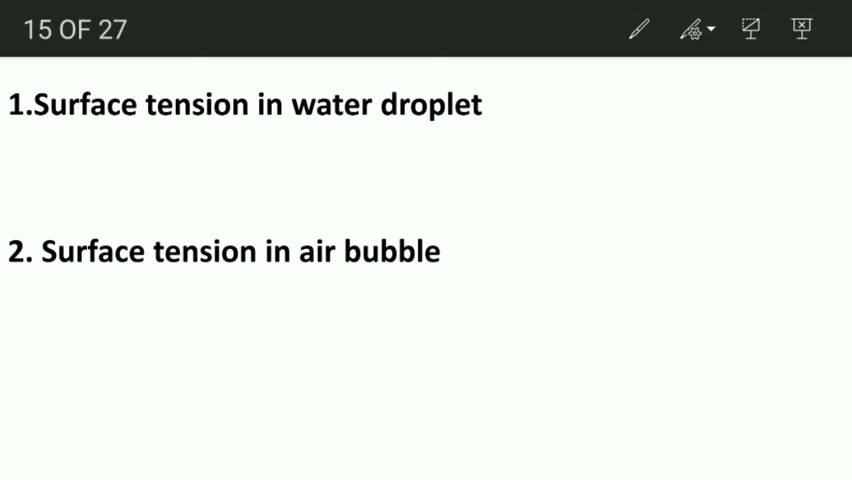 15 OF 27
1.Surface tension in water droplet
2. Surface tension in air bubble